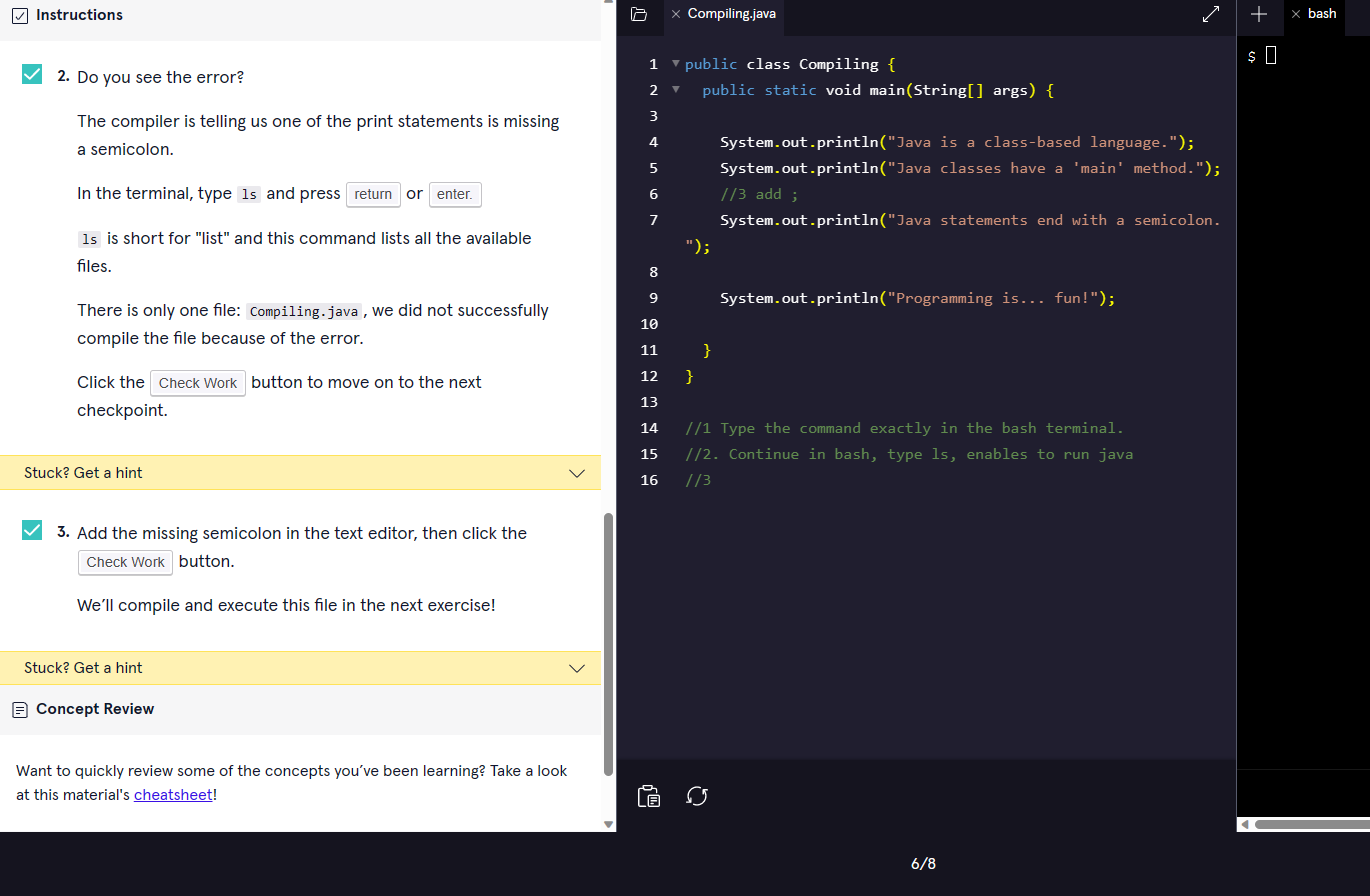 Instructions
2. Do you see the error?
The compiler is telling us one of the print statements is missing
a semicolon.
In the terminal, type ls and press return or enter.
ls is short for "list" and this command lists all the available
files.
There is only one file: Compiling.java, we did not successfully
compile the file because of the error.
Click the Check Work button to move on to the next
checkpoint.
Stuck? Get a hint
3. Add the missing semicolon in the text editor, then click the
Check Work button.
We’ll compile and execute this file in the next exercise!
Stuck? Get a hint
Concept Review
Want to quickly review some of the concepts you’ve been learning? Take a look
at this material's cheatsheet!
Compiling.java
1 public class Compiling {
2 public static void main(String[] args) {
3
4 System.out.println("Java is a class-based language.");
5 System.out.println("Java classes have a 'main' method.");
6 //3 add ;
7 System.out.println("Java statements end with a semicolon.
");
8
9 System.out.println("Programming is... fun!");
10
11 }
12 }
13
14 //1 Type the command exactly in the bash terminal.
15 //2. Continue in bash, type ls, enables to run java
16 //3
bash
$
6/8